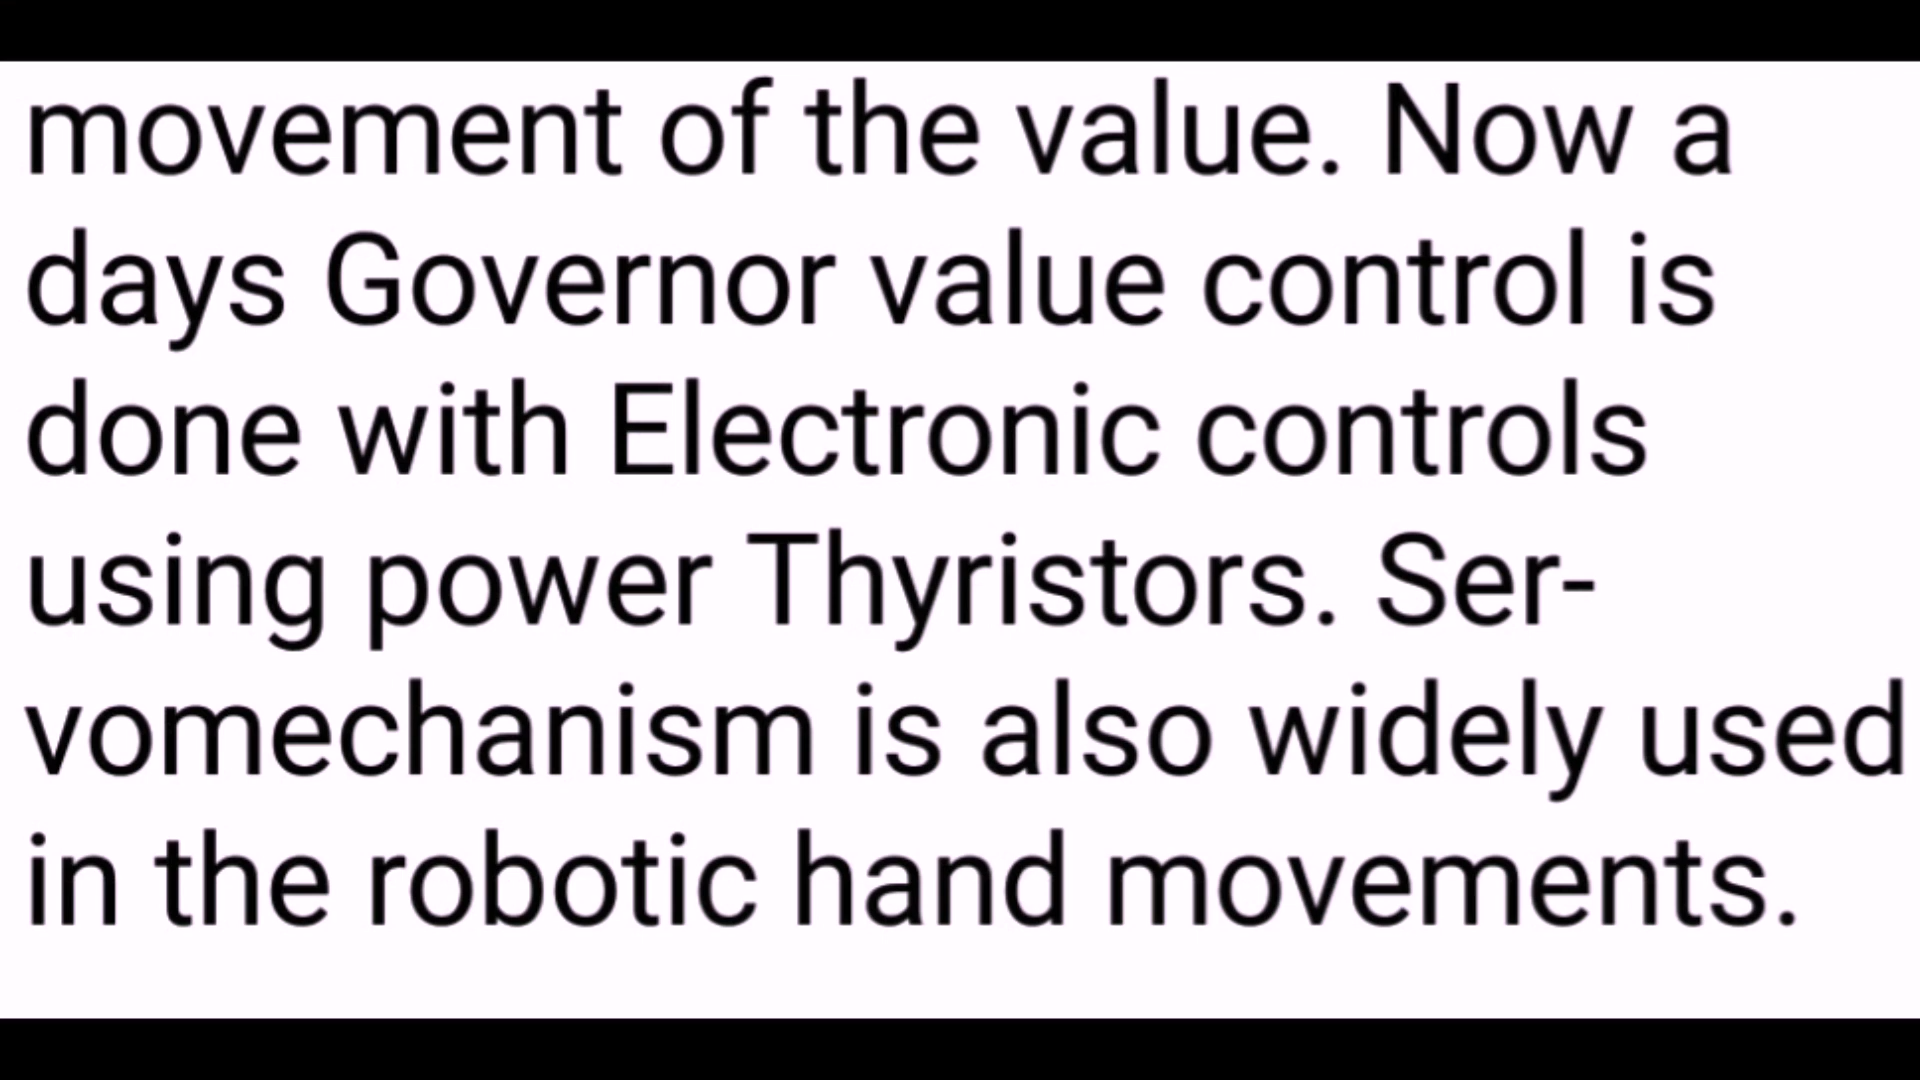 movement of the value. Now a
days Governor value control is
done with Electronic controls
using power Thyristors. Ser-
vomechanism is also widely used
in the robotic hand movements.